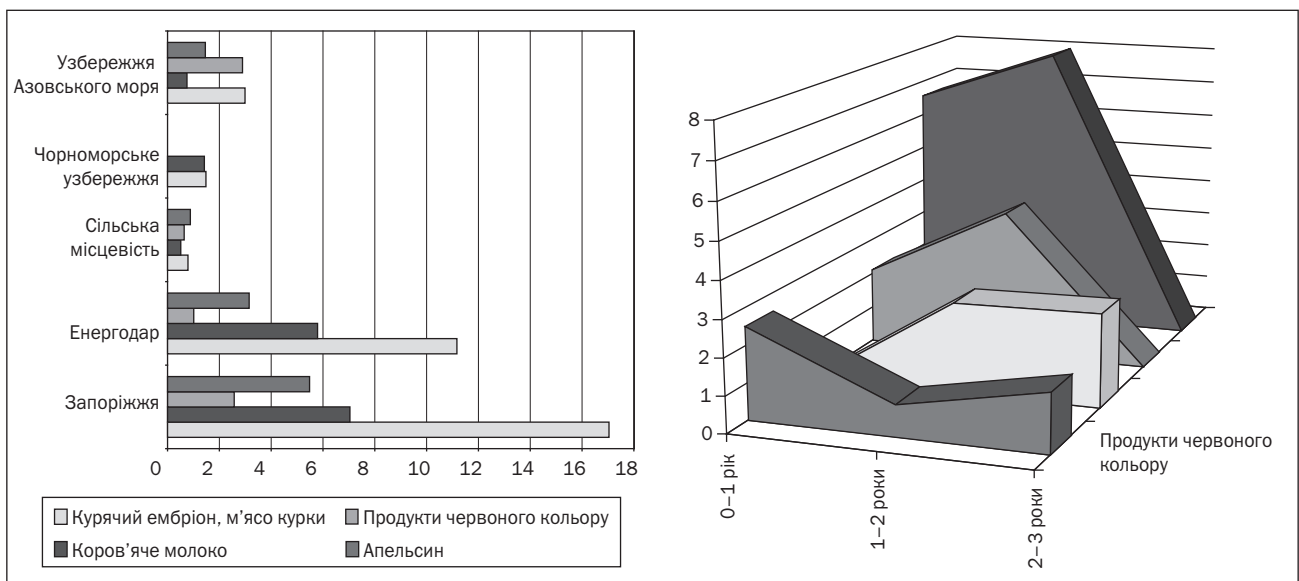 Узбережжя
Азовського моря
Чорноморське
узбережжя
Сільська
місцевість
Енергодар
Запоріжжя
0 2 4 6 8 10 12 14 16 18
Курячий ембріон, м’ясо курки
Продукти червоного кольору
Коров’яче молоко
Апельсин
8
7
6
5
4
3
2
1
0
0–1 рік
1–2 роки
2–3 роки
Продукти червоного
кольору